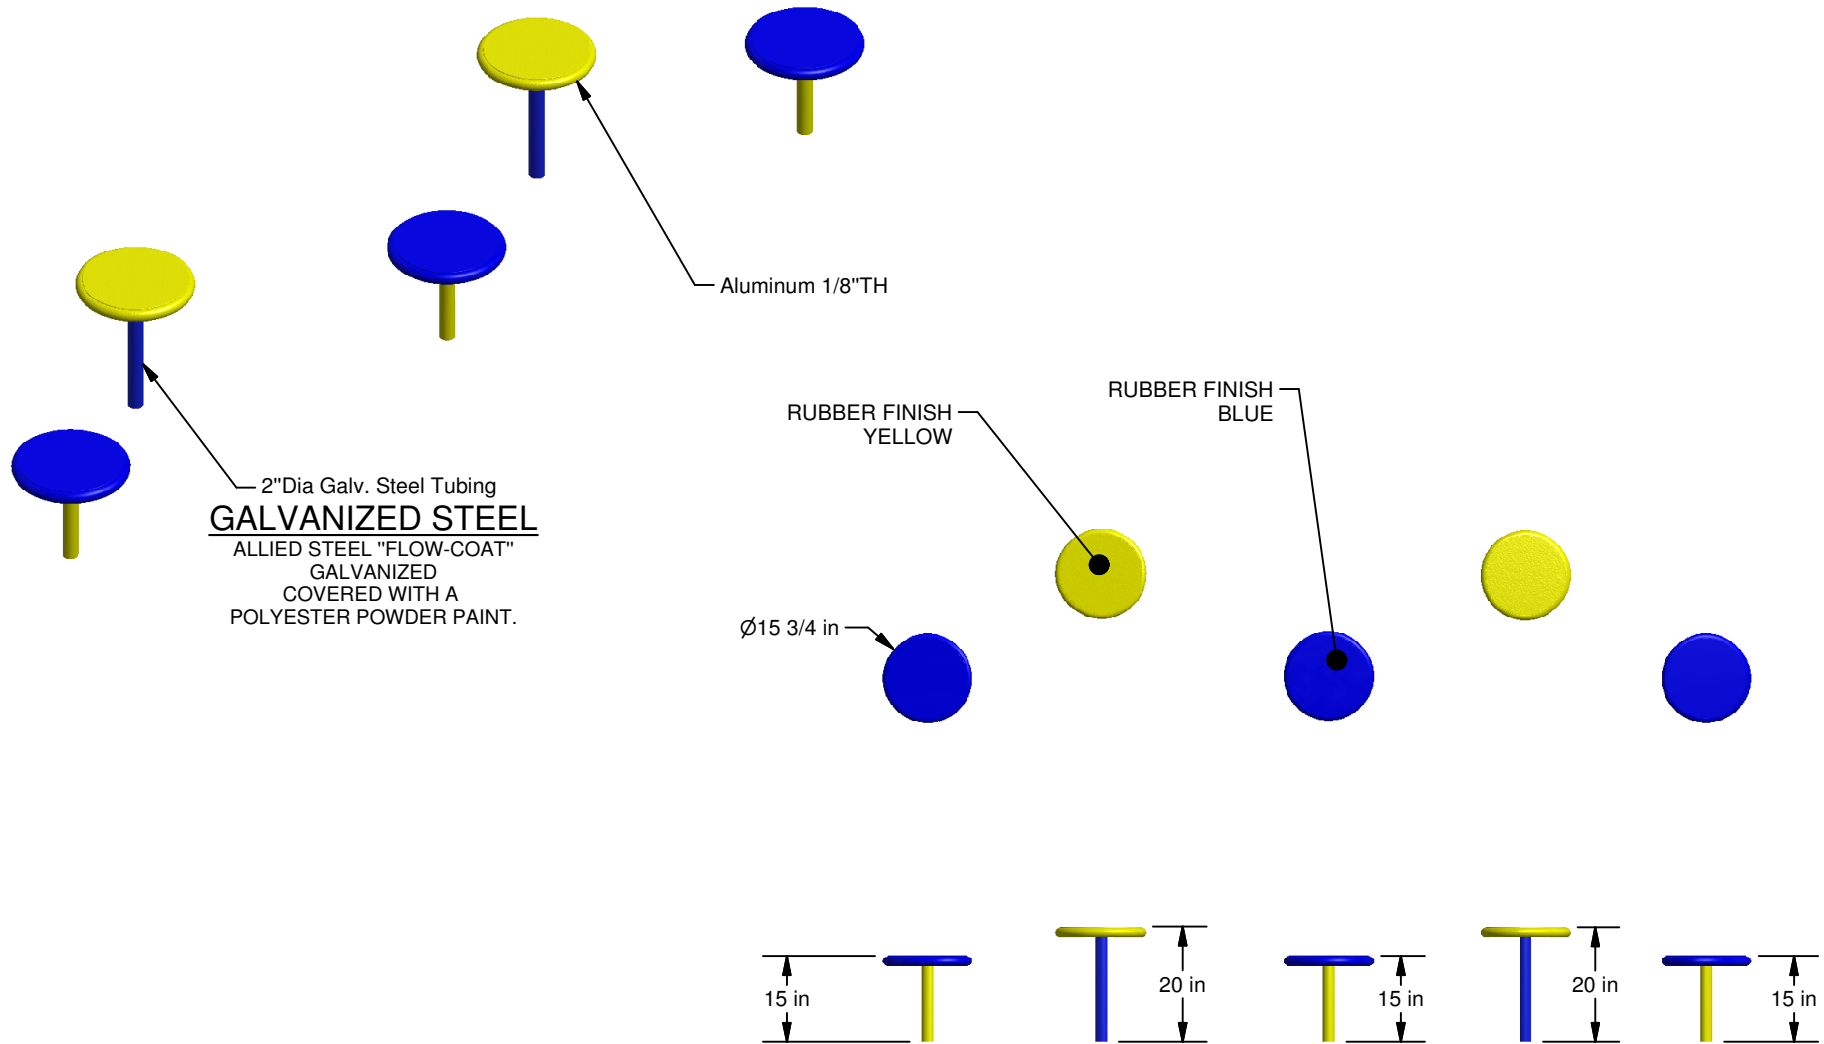 Aluminum 1/8"TH
RUBBER FINISH
YELLOW
RUBBER FINISH
BLUE
2"Dia Galv. Steel Tubing
GALVANIZED STEEL
ALLIED STEEL "FLOW-COAT"
GALVANIZED
COVERED WITH A
POLYESTER POWDER PAINT.
Ø15 3/4 in
15 in
20 in
15 in
20 in
15 in